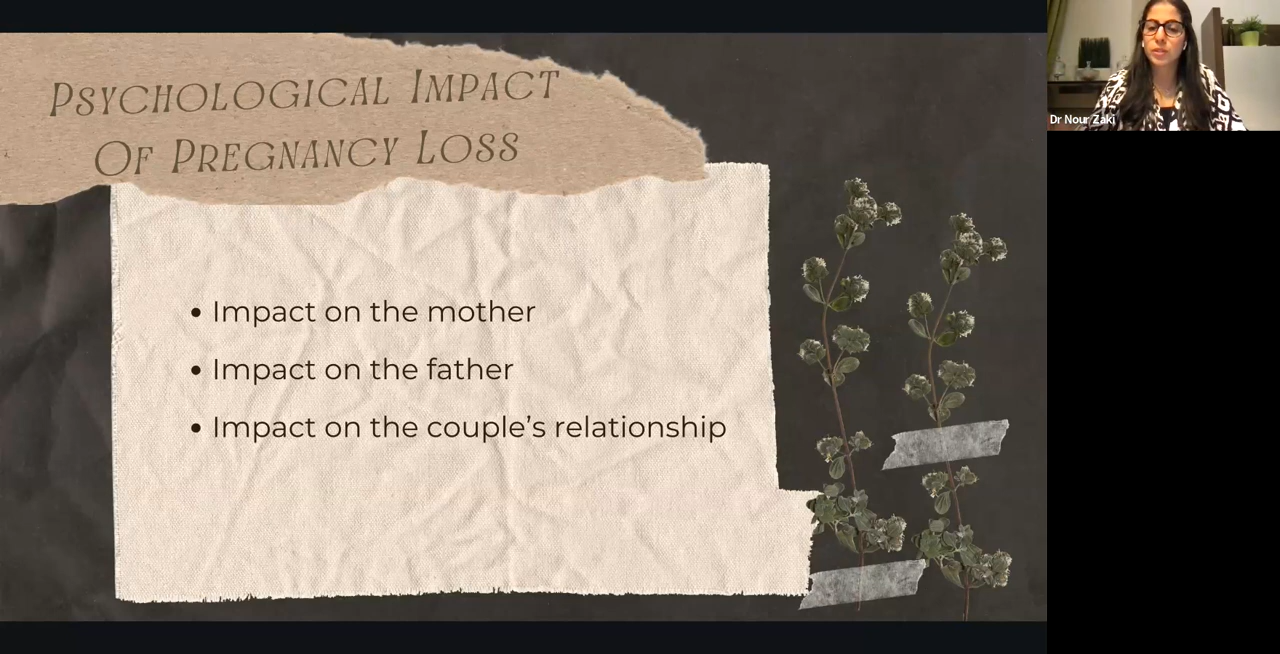 Psychological Impact
Of Pregnancy Loss
• Impact on the mother
• Impact on the father
• Impact on the couple’s relationship
Dr Nour Zaki